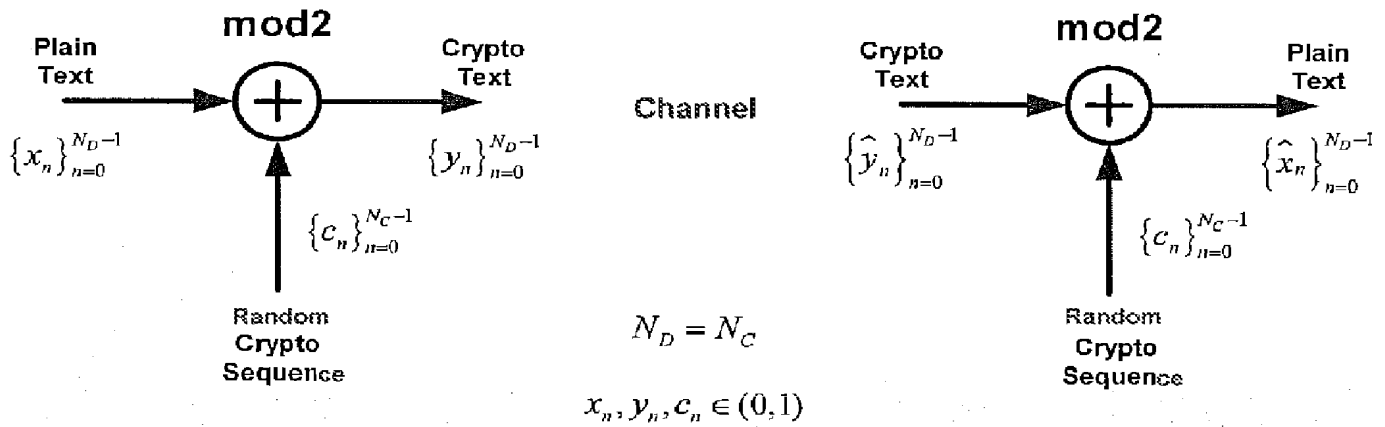 mod2
Plain
Text
Crypto
Text
{x_n}_{n=0}^{N_D-1}
{y_n}_{n=0}^{N_D-1}
{c_n}_{n=0}^{N_C-1}
Random
Crypto
Sequence
Channel
N_D = N_C
x_n, y_n, c_n ∈ (0,1)
mod2
Crypto
Text
Plain
Text
{ŷ_n}_{n=0}^{N_D-1}
{x̂_n}_{n=0}^{N_D-1}
{c_n}_{n=0}^{N_C-1}
Random
Crypto
Sequence